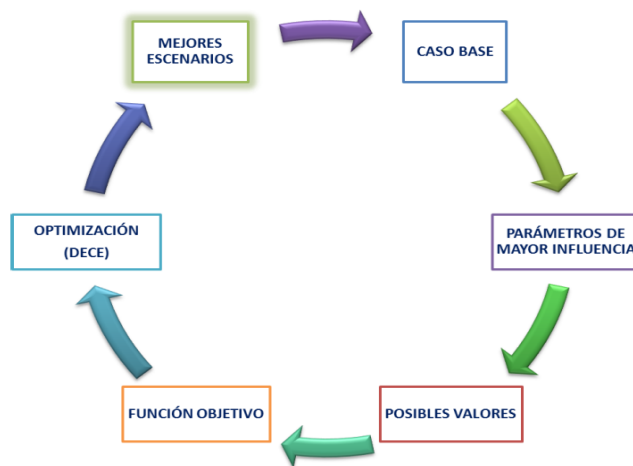 MEJORES
ESCENARIOS
CASO BASE
PARÁMETROS DE
MAYOR INFLUENCIA
POSIBLES VALORES
FUNCIÓN OBJETIVO
OPTIMIZACIÓN
(DECE)